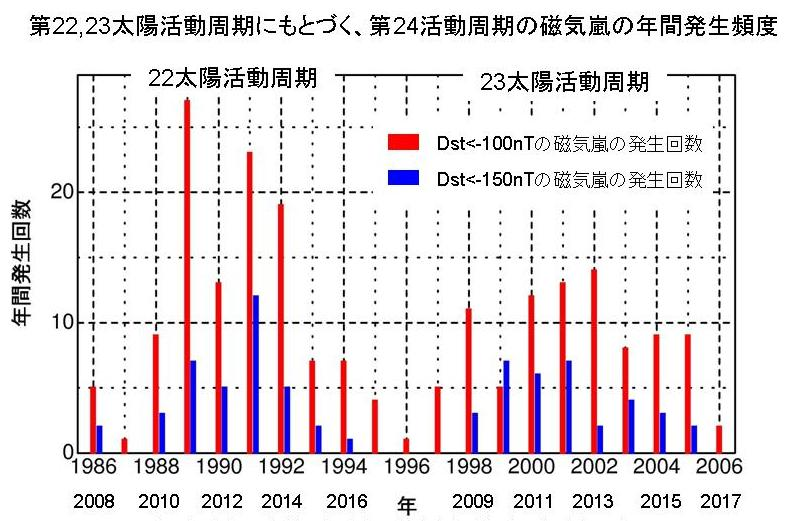 第22,23太陽活動周期にもとづく、第24活動周期の磁気嵐の年間発生頻度
22太陽活動周期
23太陽活動周期
Dst<-100nTの磁気嵐の発生回数
Dst<-150nTの磁気嵐の発生回数
年間発生回数
20
10
0
1986 1988 1990 1992 1994 1996 1998 2000 2002 2004 2006
2008 2010 2012 2014 2016 年 2009 2011 2013 2015 2017